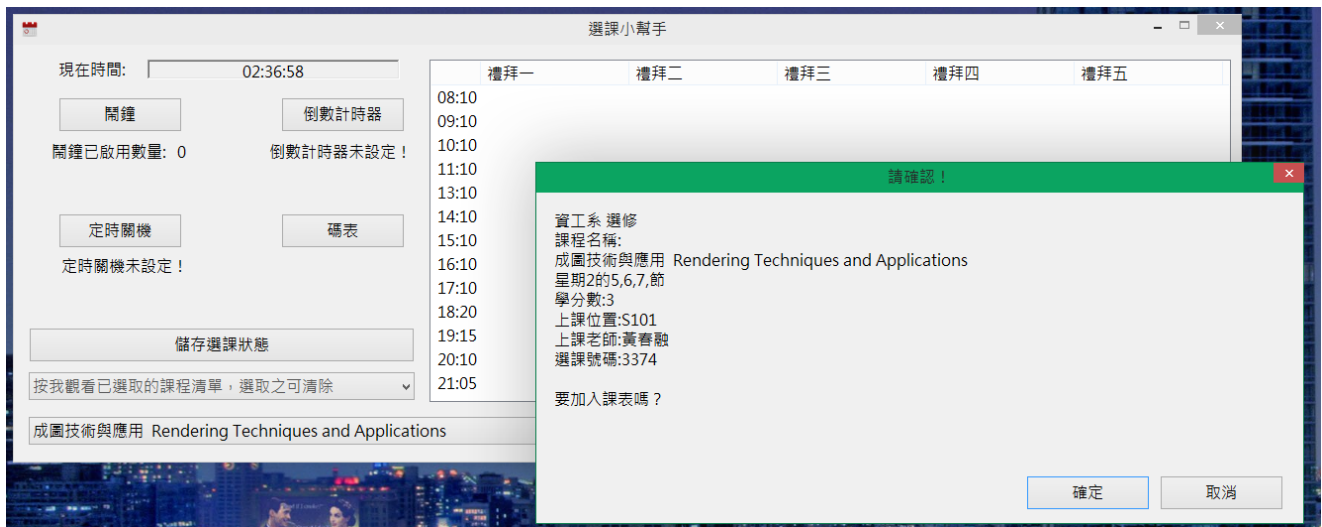 選課小幫手
現在時間: 02:36:58
鬧鐘 倒數計時器
鬧鐘已啟用數量: 0 倒數計時器未設定！
定時關機 碼表
定時關機未設定！
儲存選課狀態
按我觀看已選取的課程清單，選取之可清除
成圖技術與應用 Rendering Techniques and Applications
禮拜一 禮拜二 禮拜三 禮拜四 禮拜五
08:10
09:10
10:10
11:10
13:10
14:10
15:10
16:10
17:10
18:20
19:15
20:10
21:05
請確認！
資工系 選修
課程名稱:
成圖技術與應用 Rendering Techniques and Applications
星期2的5,6,7,節
學分數:3
上課位置:S101
上課老師:黃春融
選課號碼:3374
要加入課表嗎？
確定 取消